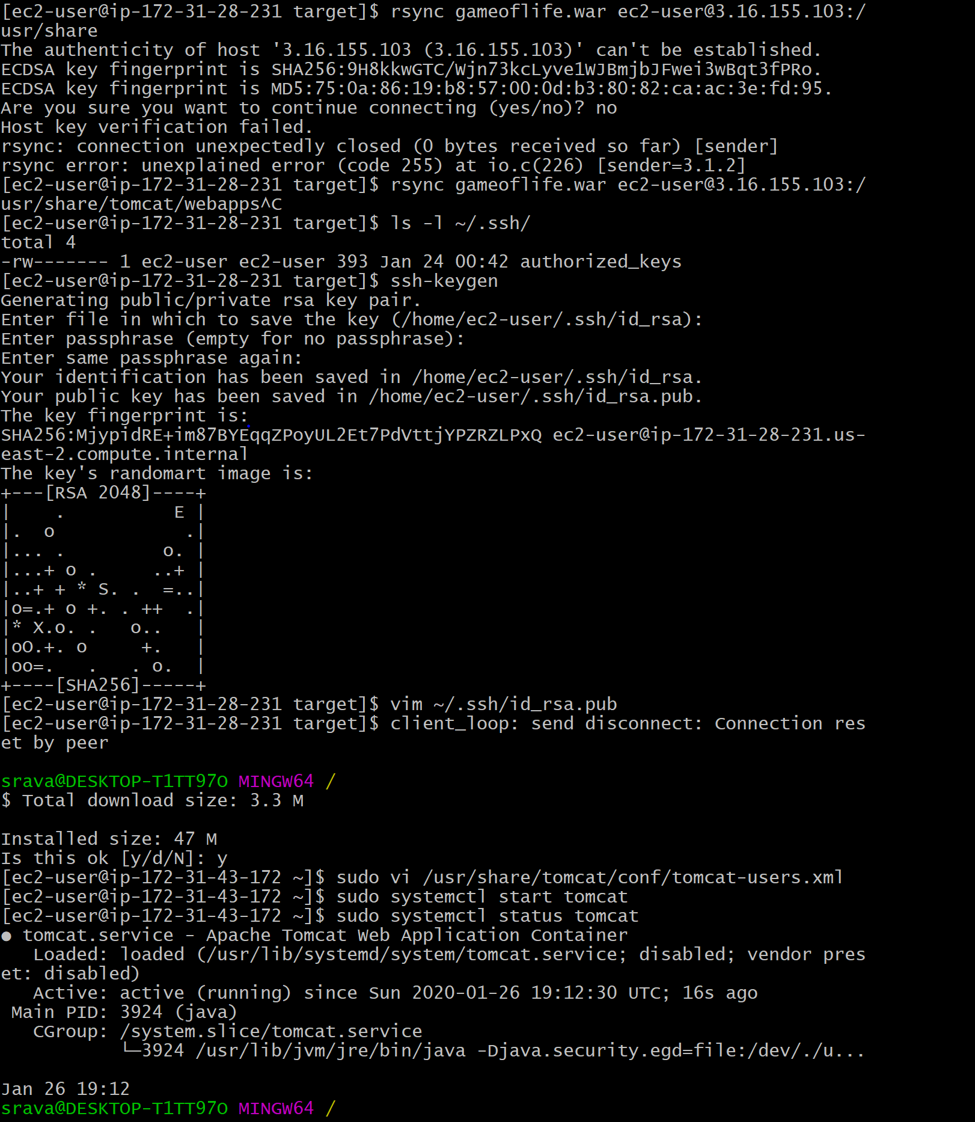 [ec2-user@ip-172-31-28-231 target]$ rsync gameoflife.war ec2-user@3.16.155.103:/
usr/share
The authenticity of host '3.16.155.103 (3.16.155.103)' can't be established.
ECDSA key fingerprint is SHA256:9H8kkwGTC/Wjn73kcLyve1WJBmjbJFwei3wBqt3fPRo.
ECDSA key fingerprint is MD5:75:0a:86:19:b8:57:00:0d:b3:80:82:ca:ac:3e:fd:95.
Are you sure you want to continue connecting (yes/no)? no
Host key verification failed.
rsync: connection unexpectedly closed (0 bytes received so far) [sender]
rsync error: unexplained error (code 255) at io.c(226) [sender=3.1.2]
[ec2-user@ip-172-31-28-231 target]$ rsync gameoflife.war ec2-user@3.16.155.103:/
usr/share/tomcat/webapps^C
[ec2-user@ip-172-31-28-231 target]$ ls -l ~/.ssh/
total 4
-rw------- 1 ec2-user ec2-user 393 Jan 24 00:42 authorized_keys
[ec2-user@ip-172-31-28-231 target]$ ssh-keygen
Generating public/private rsa key pair.
Enter file in which to save the key (/home/ec2-user/.ssh/id_rsa):
Enter passphrase (empty for no passphrase):
Enter same passphrase again:
Your identification has been saved in /home/ec2-user/.ssh/id_rsa.
Your public key has been saved in /home/ec2-user/.ssh/id_rsa.pub.
The key fingerprint is:
SHA256:MjypidRE+im87BYEqqZPoyUL2Et7PdVttjYPZRZLPxQ ec2-user@ip-172-31-28-231.us-
east-2.compute.internal
The key's randomart image is:
+---[RSA 2048]----+
|    .          E |
|.  o            .|
|... .         o. |
|...+ o .     ..+ |
|..+ + * S. .  =..|
|o=.+ o +. . ++  .|
|* X.o. .   o..   |
|oO.+. o     +.   |
|oo=.   .   . o.  |
+----[SHA256]-----+
[ec2-user@ip-172-31-28-231 target]$ vim ~/.ssh/id_rsa.pub
[ec2-user@ip-172-31-28-231 target]$ client_loop: send disconnect: Connection res
et by peer
srava@DESKTOP-T1TT97O MINGW64 /
$ Total download size: 3.3 M
Installed size: 47 M
Is this ok [y/d/N]: y
[ec2-user@ip-172-31-43-172 ~]$ sudo vi /usr/share/tomcat/conf/tomcat-users.xml
[ec2-user@ip-172-31-43-172 ~]$ sudo systemctl start tomcat
[ec2-user@ip-172-31-43-172 ~]$ sudo systemctl status tomcat
● tomcat.service - Apache Tomcat Web Application Container
   Loaded: loaded (/usr/lib/systemd/system/tomcat.service; disabled; vendor pres
et: disabled)
   Active: active (running) since Sun 2020-01-26 19:12:30 UTC; 16s ago
 Main PID: 3924 (java)
   CGroup: /system.slice/tomcat.service
           └─3924 /usr/lib/jvm/jre/bin/java -Djava.security.egd=file:/dev/./u...
Jan 26 19:12
srava@DESKTOP-T1TT97O MINGW64 /